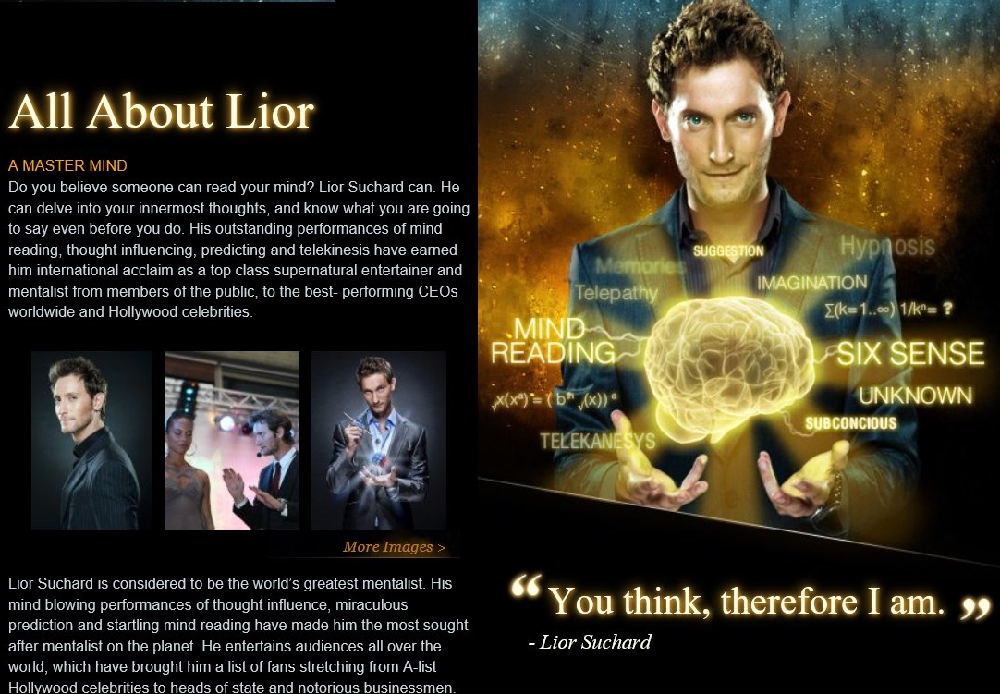 All About Lior
A MASTER MIND
Do you believe someone can read your mind? Lior Suchard can. He
can delve into your innermost thoughts, and know what you are going
to say even before you do. His outstanding performances of mind
reading, thought influencing, predicting and telekinesis have earned
him international acclaim as a top class supernatural entertainer and
mentalist from members of the public, to the best- performing CEOs
worldwide and Hollywood celebrities.
More Images >
Lior Suchard is considered to be the world's greatest mentalist. His
mind blowing performances of thought influence, miraculous
prediction and startling mind reading have made him the most sought
after mentalist on the planet. He entertains audiences all over the
world, which have brought him a list of fans stretching from A-list
Hollywood celebrities to heads of state and notorious businessmen.
SUGGESTION
Hypnosis
Memories
IMAGINATION
Telepathy
∑(k=1..∞) 1/kⁿ= ?
MIND
READING
SIX SENSE
UNKNOWN
SUBCONCIOUS
TELEKANESYS
“ You think, therefore I am. ”
- Lior Suchard